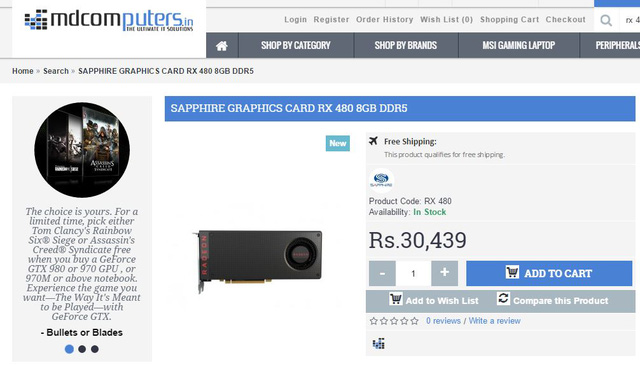 mdcomputers.in
THE ULTIMATE IT SOLUTIONS
Login Register Order History Wish List (0) Shopping Cart Checkout
rx 4
SHOP BY CATEGORY SHOP BY BRANDS MSI GAMING LAPTOP PERIPHERALS
Home » Search » SAPPHIRE GRAPHICS CARD RX 480 8GB DDR5
SAPPHIRE GRAPHICS CARD RX 480 8GB DDR5
ASSASSINS
CREED
The choice is yours. For a
limited time, pick either
Tom Clancy's Rainbow
Six® Siege or Assassin's
Creed® Syndicate free
when you buy a GeForce
GTX 980 or 970 GPU , or
970M or above notebook.
Experience the game you
want—The Way It's Meant
to be Played—with
GeForce GTX.
- Bullets or Blades
New
RADEON
Free Shipping:
This product qualifies for free shipping.
SAPPHIRE
Product Code: RX 480
Availability: In Stock
Rs.30,439
- 1 + ADD TO CART
Add to Wish List Compare this Product
0 reviews / Write a review